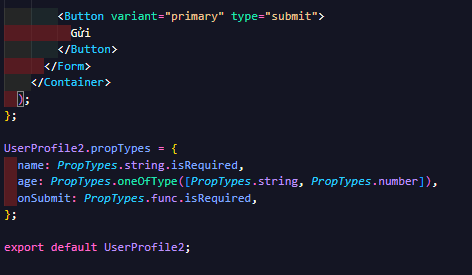 <Button variant="primary" type="submit">
Gửi
</Button>
</Form>
</Container>
);
};
UserProfile2.propTypes = {
name: PropTypes.string.isRequired,
age: PropTypes.oneOfType([PropTypes.string, PropTypes.number]),
onSubmit: PropTypes.func.isRequired,
};
export default UserProfile2;